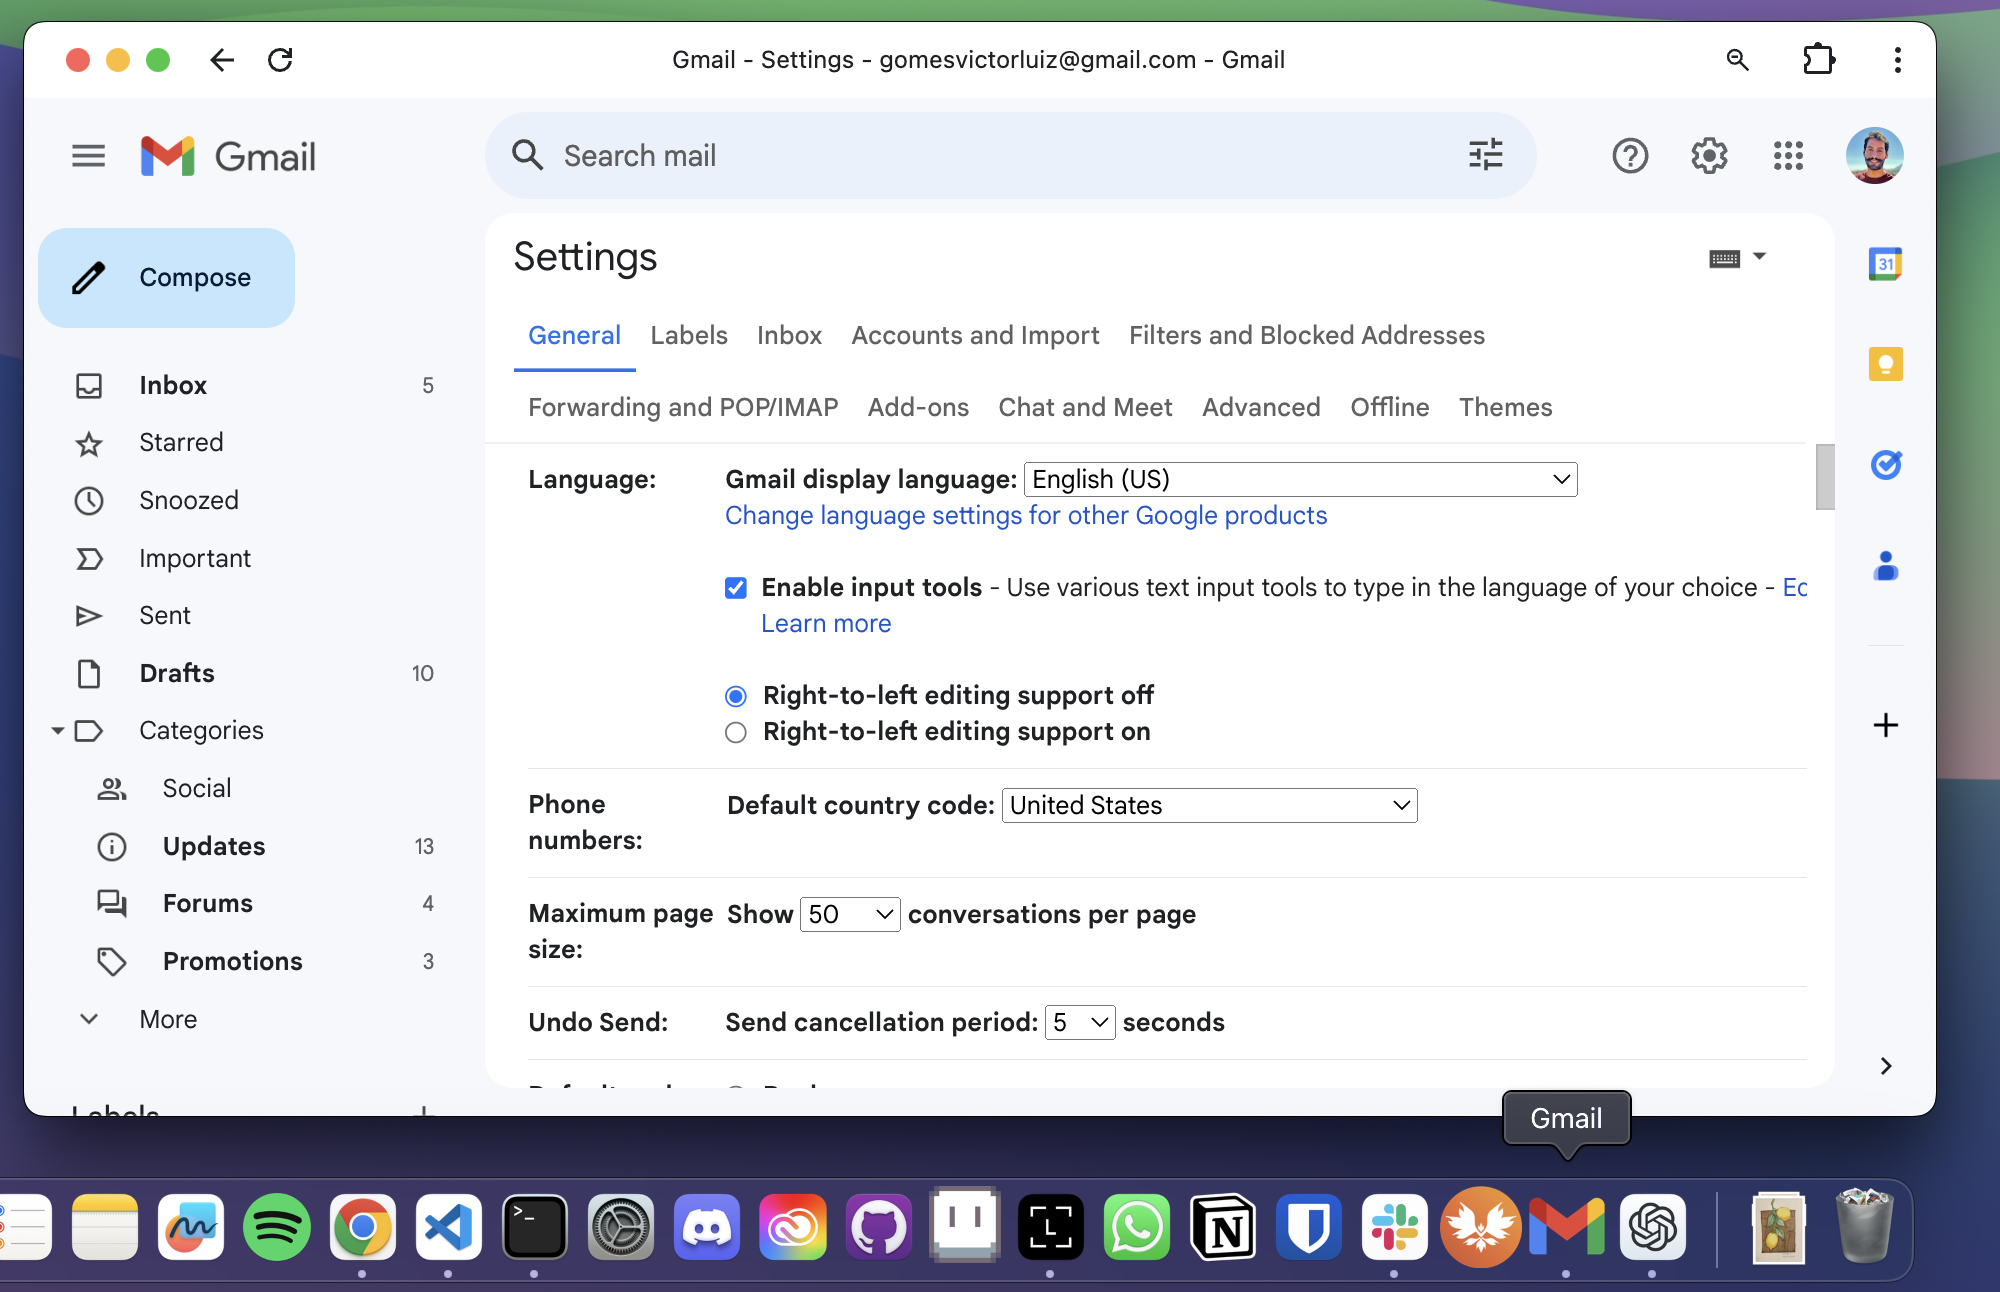 Gmail - Settings - gomesvictorluiz@gmail.com - Gmail
Gmail
Search mail
Compose
Inbox 5
Starred
Snoozed
Important
Sent
Drafts 10
Categories
Social
Updates 13
Forums 4
Promotions 3
More
Labels
Settings
General Labels Inbox Accounts and Import Filters and Blocked Addresses
Forwarding and POP/IMAP Add-ons Chat and Meet Advanced Offline Themes
Language: Gmail display language: English (US)
Change language settings for other Google products
Enable input tools - Use various text input tools to type in the language of your choice -
Learn more
Right-to-left editing support off
Right-to-left editing support on
Phone numbers: Default country code: United States
Maximum page size: Show 50 conversations per page
Undo Send: Send cancellation period: 5 seconds
31
Gmail